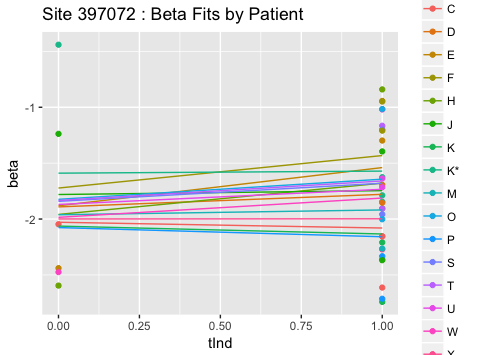 Site 397072 : Beta Fits by Patient
beta
-1
-2
0.00 0.25 0.50 0.75 1.00
tInd
C
D
E
F
H
J
K
K*
M
O
P
S
T
U
W
Y